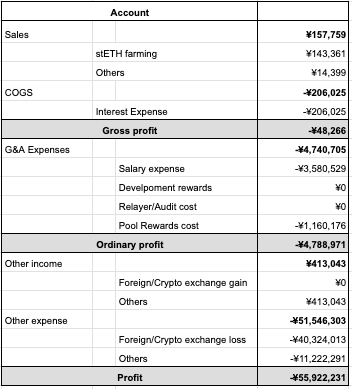 Account
Sales ¥157,759
stETH farming ¥143,361
Others ¥14,399
COGS -¥206,025
Interest Expense -¥206,025
Gross profit -¥48,266
G&A Expenses -¥4,740,705
Salary expense -¥3,580,529
Develpoment rewards ¥0
Relayer/Audit cost ¥0
Pool Rewards cost -¥1,160,176
Ordinary profit -¥4,788,971
Other income ¥413,043
Foreign/Crypto exchange gain ¥0
Others ¥413,043
Other expense -¥51,546,303
Foreign/Crypto exchange loss -¥40,324,013
Others -¥11,222,291
Profit -¥55,922,231